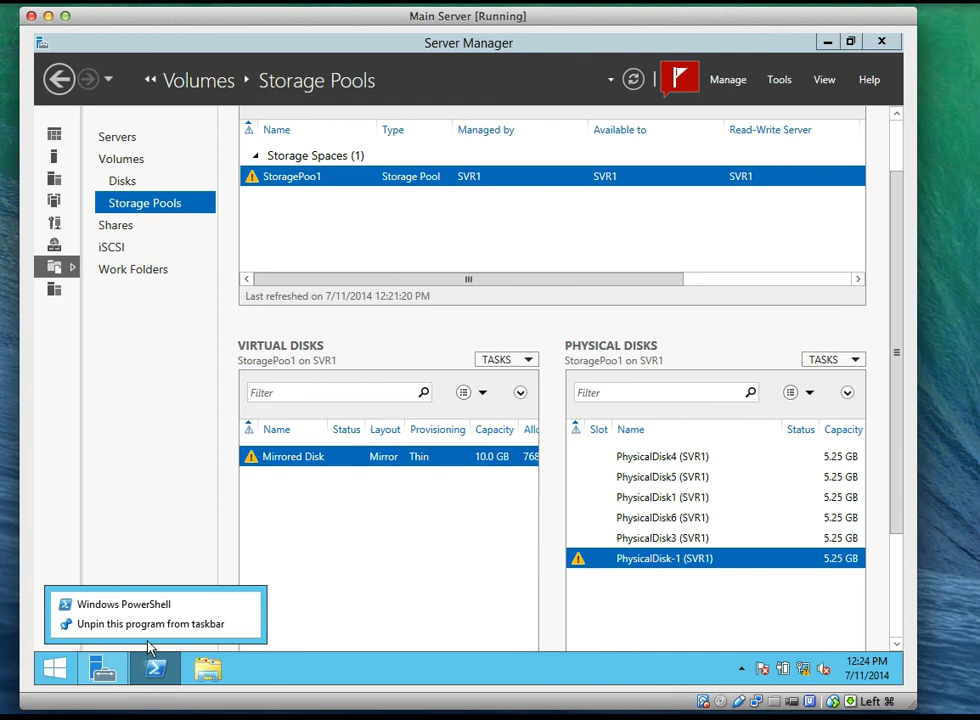 Main Server [Running]
Server Manager
Volumes Storage Pools
Manage Tools View Help
Servers
Volumes
Disks
Storage Pools
Shares
iSCSI
Work Folders
Name Type Managed by Available to Read-Write Server
Storage Spaces (1)
StoragePoo1 Storage Pool SVR1 SVR1 SVR1
Last refreshed on 7/11/2014 12:21:20 PM
VIRTUAL DISKS
StoragePoo1 on SVR1
TASKS
Filter
Name Status Layout Provisioning Capacity Allo
Mirrored Disk Mirror Thin 10.0 GB 768
PHYSICAL DISKS
StoragePoo1 on SVR1
TASKS
Filter
Slot Name Status Capacity
PhysicalDisk4 (SVR1) 5.25 GB
PhysicalDisk5 (SVR1) 5.25 GB
PhysicalDisk1 (SVR1) 5.25 GB
PhysicalDisk6 (SVR1) 5.25 GB
PhysicalDisk3 (SVR1) 5.25 GB
PhysicalDisk-1 (SVR1) 5.25 GB
Windows PowerShell
Unpin this program from taskbar
12:24 PM
7/11/2014
Left ⌘